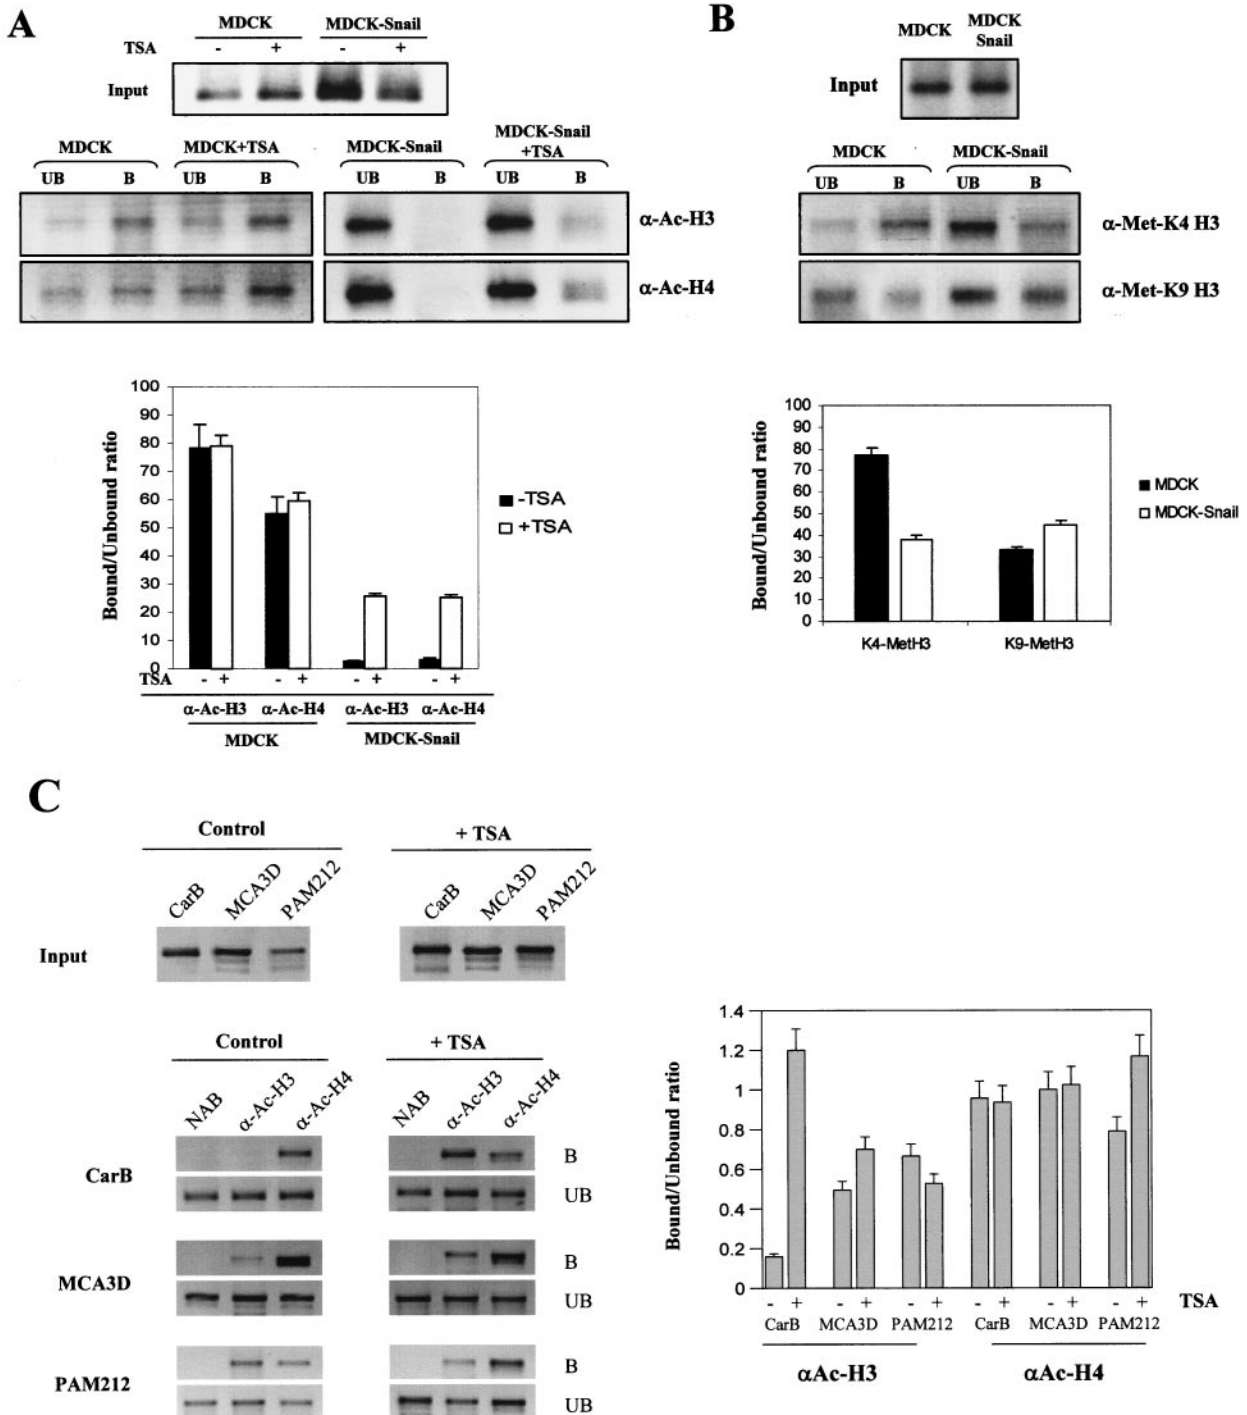 A
MDCK MDCK-Snail
TSA - + - +
Input
MDCK MDCK+TSA MDCK-Snail MDCK-Snail +TSA
UB B UB B UB B UB B
α-Ac-H3
α-Ac-H4
100
90
80
70
60
50
40
30
20
10
0
Bound/Unbound ratio
-TSA
+TSA
TSA - + - + - + - +
α-Ac-H3 α-Ac-H4 α-Ac-H3 α-Ac-H4
MDCK MDCK-Snail
B
MDCK MDCK Snail
Input
MDCK MDCK-Snail
UB B UB B
α-Met-K4 H3
α-Met-K9 H3
100
90
80
70
60
50
40
30
20
10
0
Bound/Unbound ratio
MDCK
MDCK-Snail
K4-MetH3 K9-MetH3
C
Control + TSA
CarB MCA3D PAM212 CarB MCA3D PAM212
Input
Control + TSA
NAB α-Ac-H3 α-Ac-H4 NAB α-Ac-H3 α-Ac-H4
CarB
B
UB
MCA3D
B
UB
PAM212
B
UB
1.4
1.2
1
0.8
0.6
0.4
0.2
0
Bound/Unbound ratio
- + - + - + - + - + - + TSA
CarB MCA3D PAM212 CarB MCA3D PAM212
αAc-H3 αAc-H4